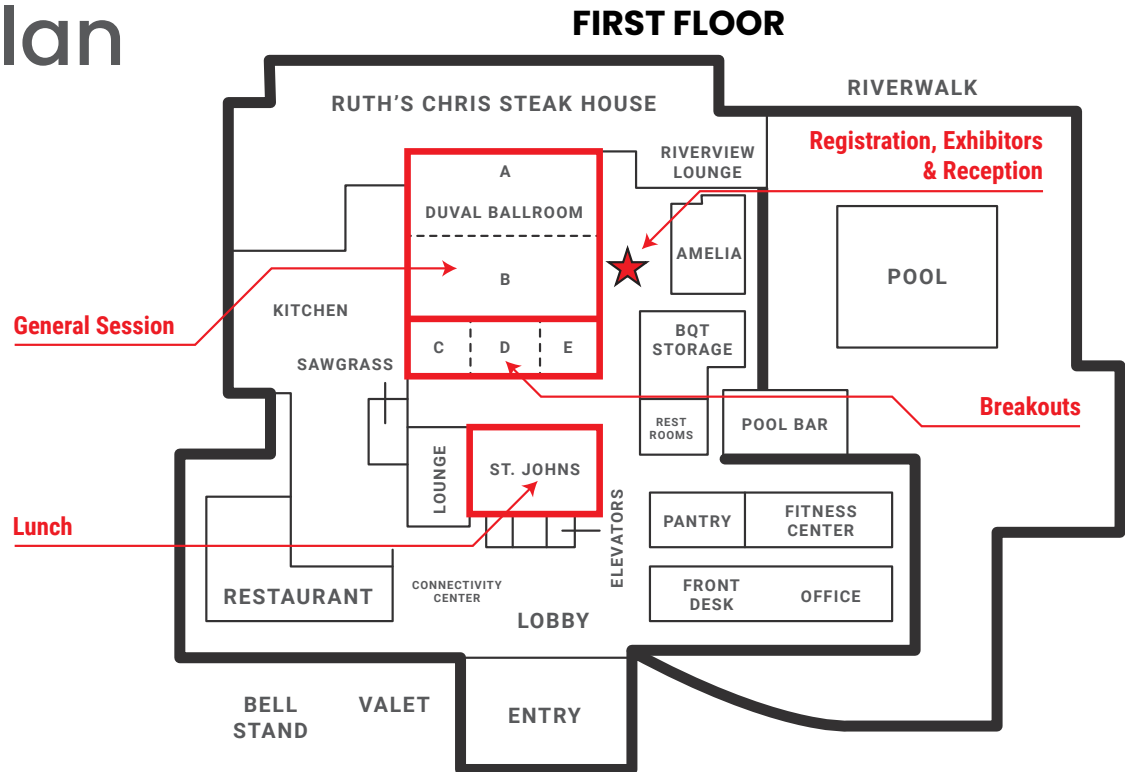 lan
FIRST FLOOR
RIVERWALK
RUTH'S CHRIS STEAK HOUSE
Registration, Exhibitors
& Reception
RIVERVIEW
LOUNGE
A
DUVAL BALLROOM
AMELIA
B
POOL
KITCHEN
General Session
BQT
STORAGE
C
D
E
SAWGRASS
Breakouts
REST
ROOMS
POOL BAR
LOUNGE
ST. JOHNS
Lunch
ELEVATORS
PANTRY
FITNESS
CENTER
RESTAURANT
CONNECTIVITY
CENTER
FRONT
DESK
OFFICE
LOBBY
BELL
STAND
VALET
ENTRY